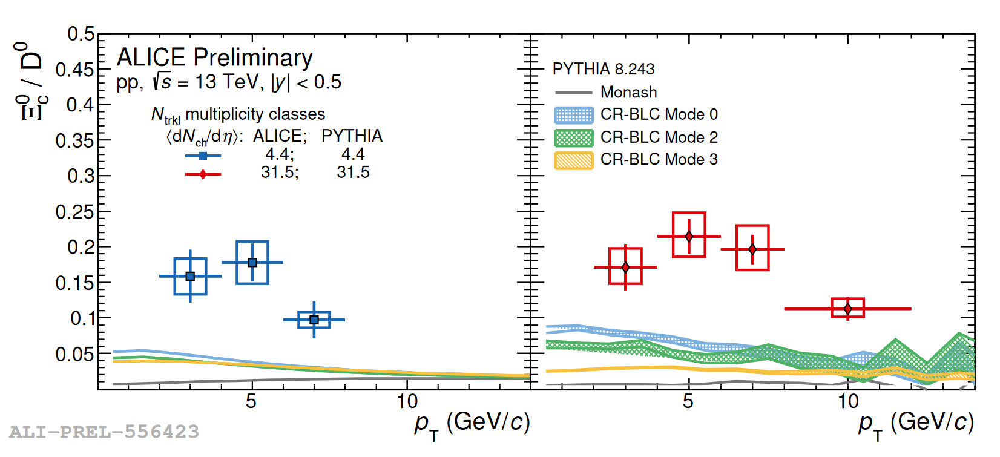 Ξ⁰c / D⁰
0.5
0.45
0.4
0.35
0.3
0.25
0.2
0.15
0.1
0.05
ALICE Preliminary
pp, √s = 13 TeV, |y| < 0.5
Ntrkl multiplicity classes
⟨dNch/dη⟩: ALICE; PYTHIA
4.4; 4.4
31.5; 31.5
5 10
pT (GeV/c)
PYTHIA 8.243
Monash
CR-BLC Mode 0
CR-BLC Mode 2
CR-BLC Mode 3
5 10
pT (GeV/c)
ALI-PREL-556423